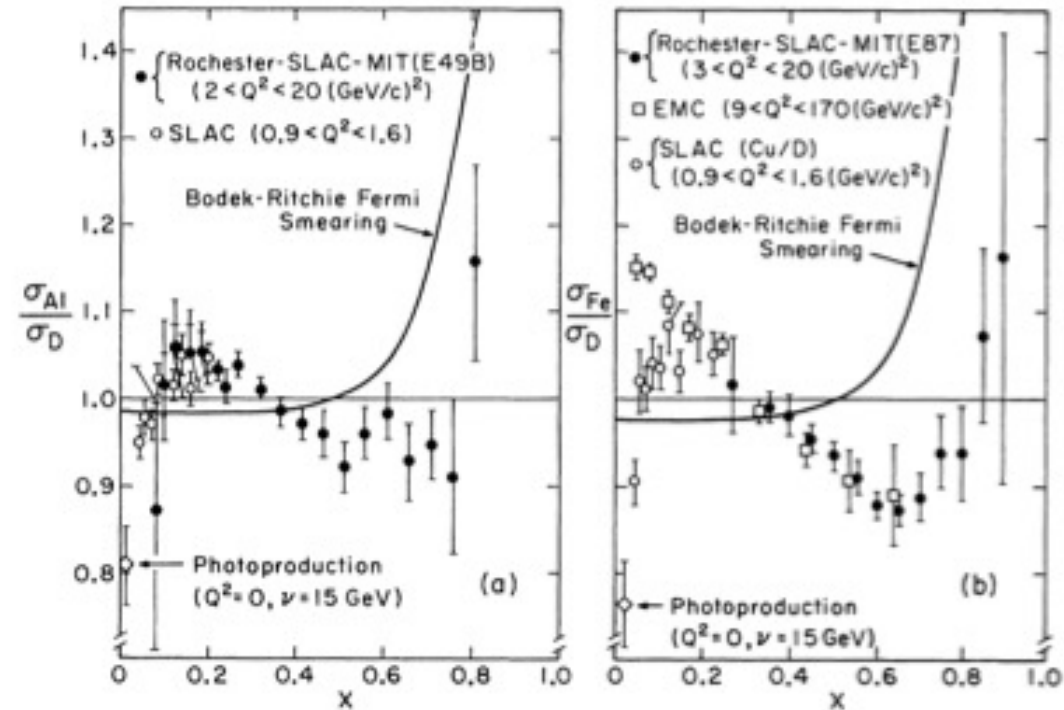 1.4
1.3
1.2
1.1
1.0
0.9
0.8
σAl
σD
● { Rochester-SLAC-MIT(E49B)
(2<Q²<20 (GeV/c)²)
○ SLAC (0.9<Q²<1.6)
Bodek-Ritchie Fermi
Smearing
Photoproduction
(Q²=0, ν=15 GeV)
(a)
0 0.2 0.4 0.6 0.8 1.0
X
σFe
σD
● { Rochester-SLAC-MIT(E87)
(3<Q²<20 (GeV/c)²)
□ EMC (9<Q²<170(GeV/c)²)
○ { SLAC (Cu/D)
(0.9<Q²<1.6 (GeV/c)²)
Bodek-Ritchie Fermi
Smearing
Photoproduction
(Q²=0, ν=15GeV)
(b)
0 0.2 0.4 0.6 0.8 1.0
X